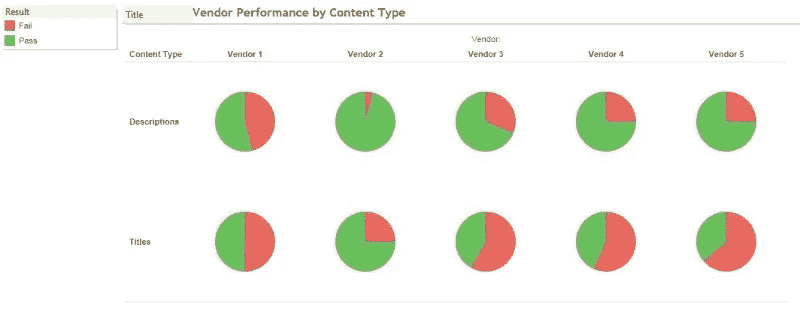 Result
Fail
Pass
Title
Vendor Performance by Content Type
Vendor:
Content Type Vendor 1 Vendor 2 Vendor 3 Vendor 4 Vendor 5
Descriptions
Titles